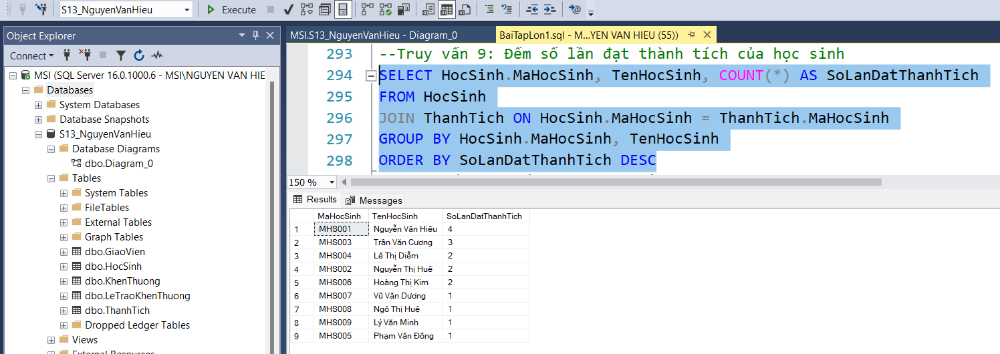 S13_NguyenVanHieu
Execute
Object Explorer
Connect
MSI (SQL Server 16.0.1000.6 - MSI\NGUYEN VAN HIE
Databases
System Databases
Database Snapshots
S13_NguyenVanHieu
Database Diagrams
dbo.Diagram_0
Tables
System Tables
FileTables
External Tables
Graph Tables
dbo.GiaoVien
dbo.HocSinh
dbo.KhenThuong
dbo.LeTraoKhenThuong
dbo.ThanhTich
Dropped Ledger Tables
Views
External Resources
MSI.S13_NguyenVanHieu - Diagram_0
BaiTapLon1.sql - M...YEN VAN HIEU (55))
293 --Truy vấn 9: Đếm số lần đạt thành tích của học sinh
294 SELECT HocSinh.MaHocSinh, TenHocSinh, COUNT(*) AS SoLanDatThanhTich
295 FROM HocSinh
296 JOIN ThanhTich ON HocSinh.MaHocSinh = ThanhTich.MaHocSinh
297 GROUP BY HocSinh.MaHocSinh, TenHocSinh
298 ORDER BY SoLanDatThanhTich DESC
150 %
Results Messages
MaHocSinh TenHocSinh SoLanDatThanhTich
1 MHS001 Nguyễn Văn Hiếu 4
2 MHS003 Trần Văn Cương 3
3 MHS004 Lê Thị Diễm 2
4 MHS002 Nguyễn Thị Huế 2
5 MHS006 Hoàng Thị Kim 2
6 MHS007 Vũ Văn Dương 1
7 MHS008 Ngô Thị Huệ 1
8 MHS009 Lý Văn Minh 1
9 MHS005 Phạm Văn Đồng 1